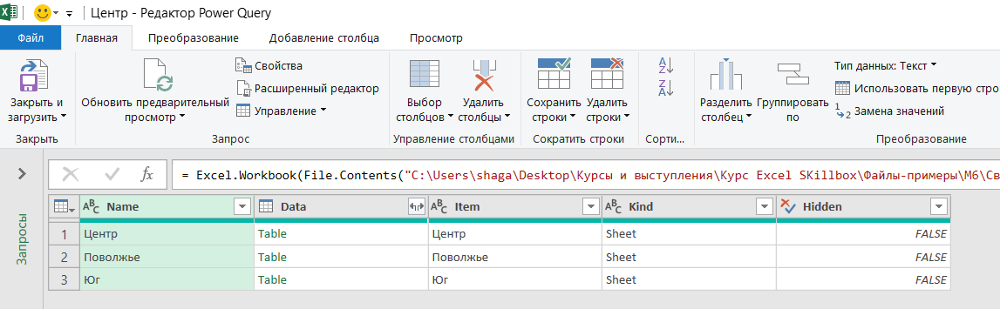 Центр - Редактор Power Query
Файл Главная Преобразование Добавление столбца Просмотр
Закрыть и загрузить
Закрыть
Обновить предварительный просмотр
Свойства
Расширенный редактор
Управление
Запрос
Выбор столбцов
Удалить столбцы
Управление столбцами
Сохранить строки
Удалить строки
Сократить строки
Сорти...
Разделить столбец
Группировать по
Тип данных: Текст
Использовать первую стро
Замена значений
Преобразование
= Excel.Workbook(File.Contents("C:\Users\shaga\Desktop\Курсы и выступления\Курс Excel SKillbox\Файлы-примеры\М6\Св
Запросы
Name Data Item Kind Hidden
1 Центр Table Центр Sheet FALSE
2 Поволжье Table Поволжье Sheet FALSE
3 Юг Table Юг Sheet FALSE